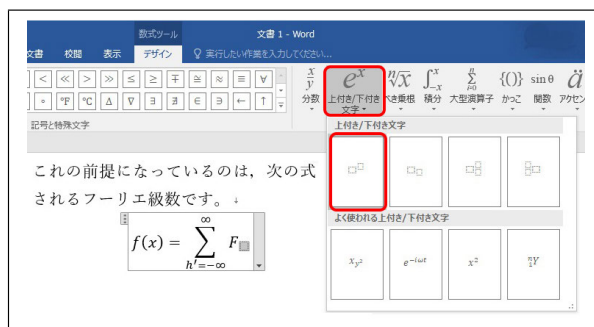 数式ツール
文書 1 - Word
文書 校閲 表示 デザイン 実行したい作業を入力してください...
< ≪ > ≫ ≤ ≥ ∓ ≅ ≈ ≡ ∀
∘ °F °C ∆ ∇ ∃ ∄ ∈ ∋ ← ↑
x/y 分数
e^x 上付き/下付き文字
ⁿ√x べき乗根
∫_{-x}^{x} 積分
∑_{i=0}^{n} 大型演算子
{()} かっこ
sin θ 関数
ä アクセン
記号と特殊文字
上付き/下付き文字
よく使われる上付き/下付き文字
x_{y²} e^{-iωt} x² ⁿ₁Y
これの前提になっているのは，次の式
されるフーリエ級数です。↓
f(x) = ∑_{h'=-∞}^{∞} F